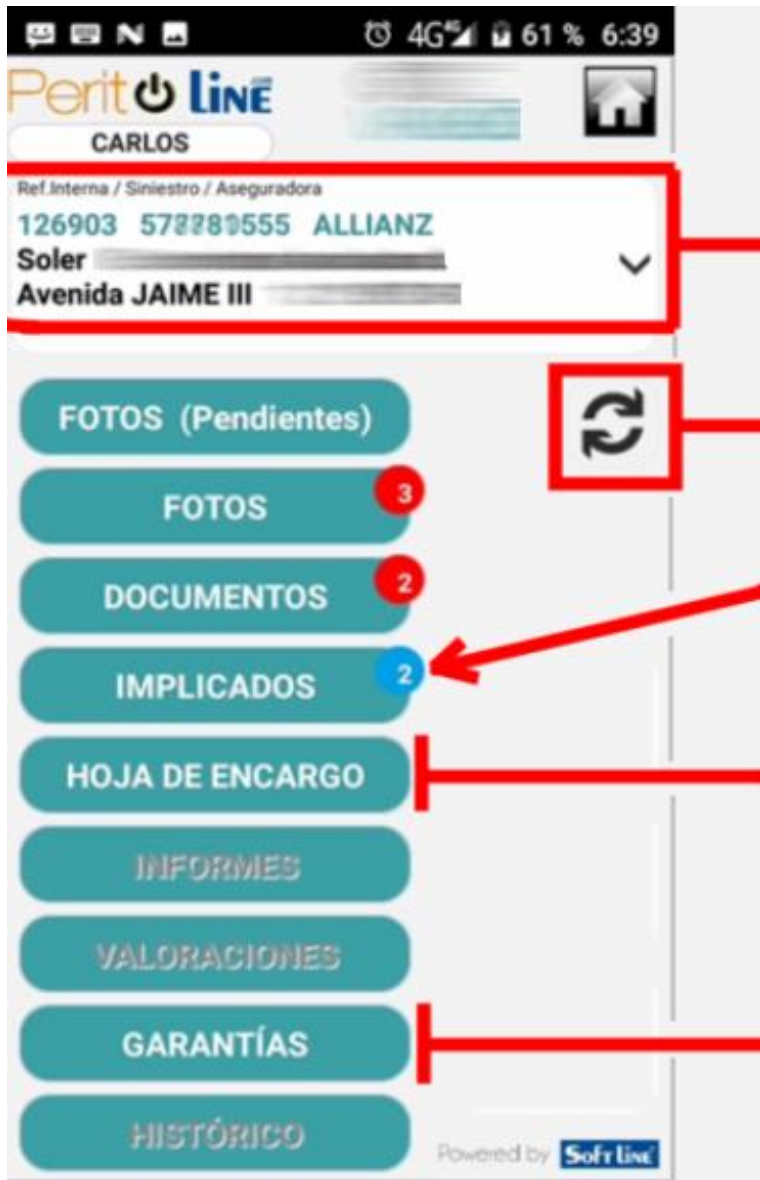 4G 61 % 6:39
Perito Line
CARLOS
Ref.Interna / Siniestro / Aseguradora
126903 ALLIANZ
Soler
Avenida JAIME III
FOTOS (Pendientes)
FOTOS 3
DOCUMENTOS 2
IMPLICADOS 2
HOJA DE ENCARGO
INFORMES
VALORACIONES
GARANTÍAS
HISTÓRICO
Powered by SOFT LINE